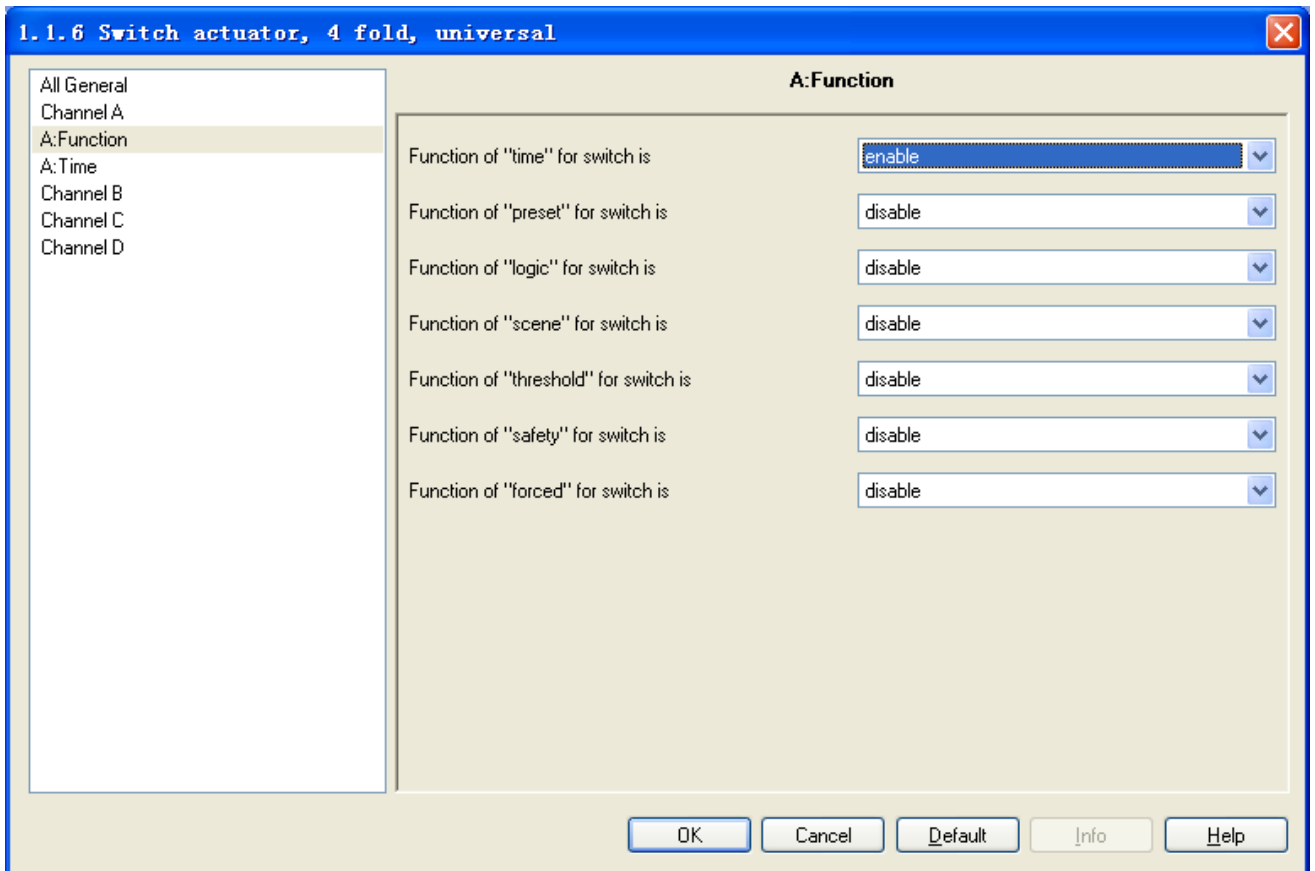 1.1.6 Switch actuator, 4 fold, universal
All General
Channel A
A:Function
A:Time
Channel B
Channel C
Channel D
A:Function
Function of "time" for switch is enable
Function of "preset" for switch is disable
Function of "logic" for switch is disable
Function of "scene" for switch is disable
Function of "threshold" for switch is disable
Function of "safety" for switch is disable
Function of "forced" for switch is disable
OK Cancel Default Info Help